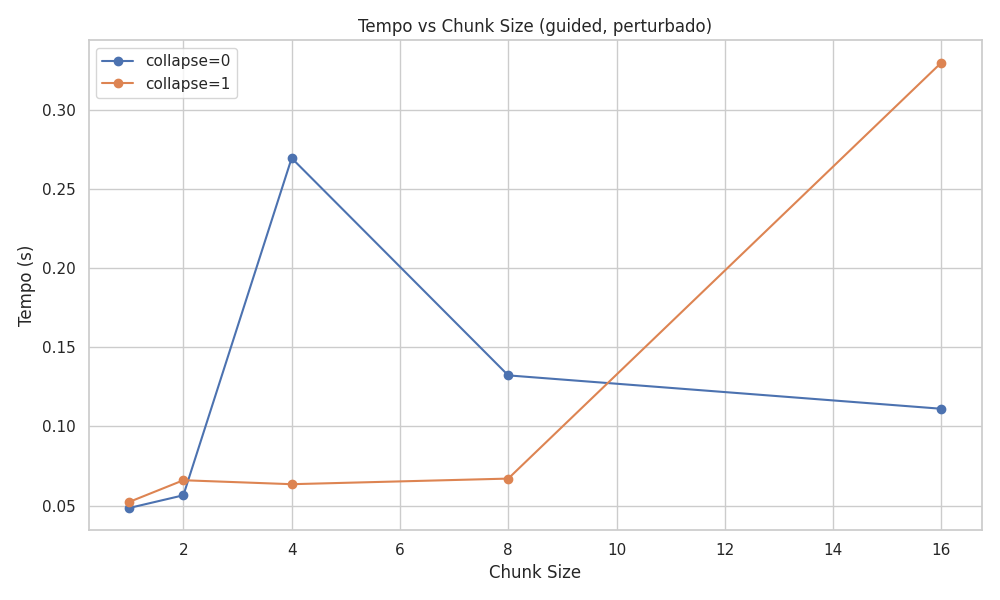 Tempo vs Chunk Size (guided, perturbado)
collapse=0
collapse=1
Tempo (s)
0.30
0.25
0.20
0.15
0.10
0.05
2 4 6 8 10 12 14 16
Chunk Size